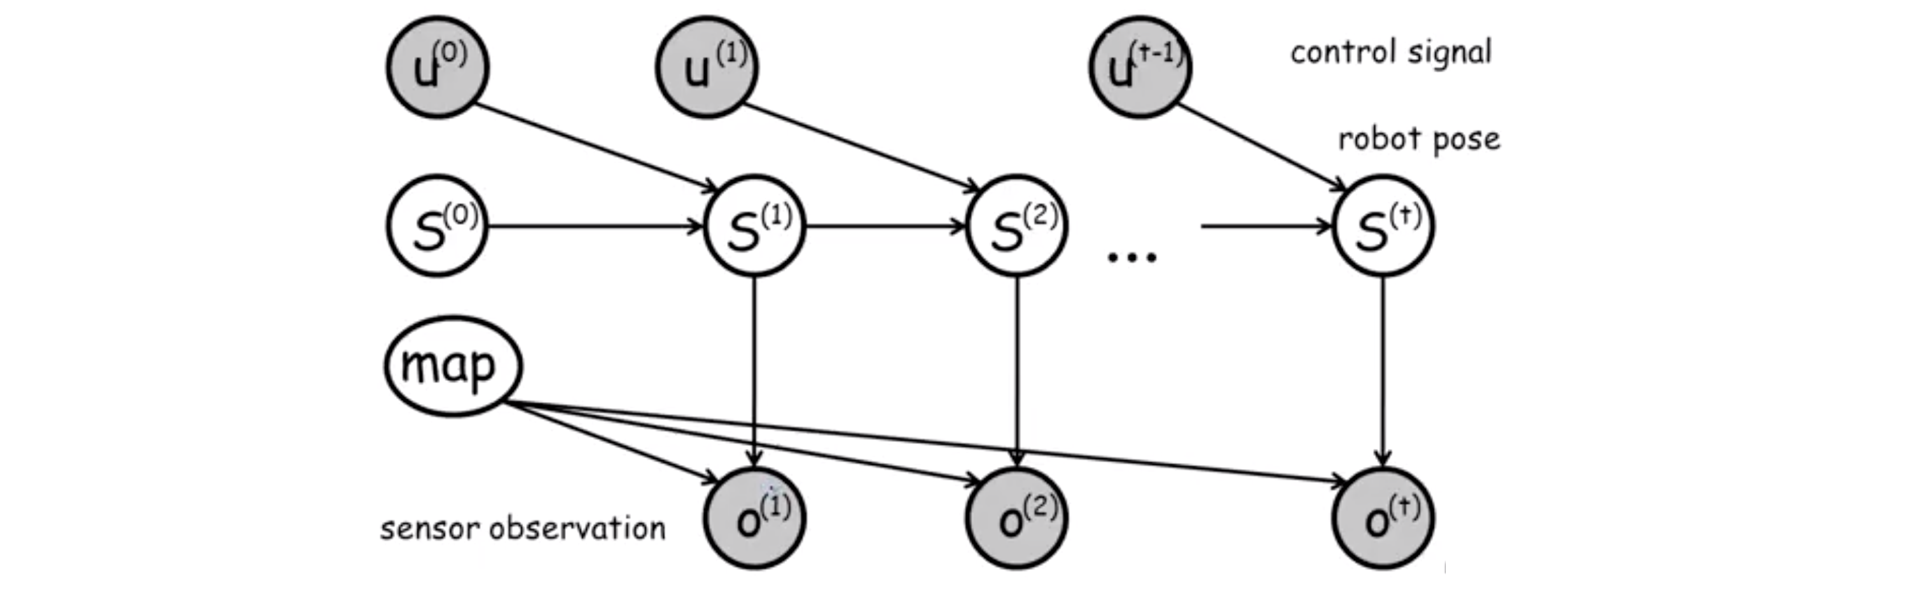 u(0) u(1) u(t-1) control signal
robot pose
S(0) S(1) S(2) ... S(t)
map
sensor observation o(1) o(2) o(t)